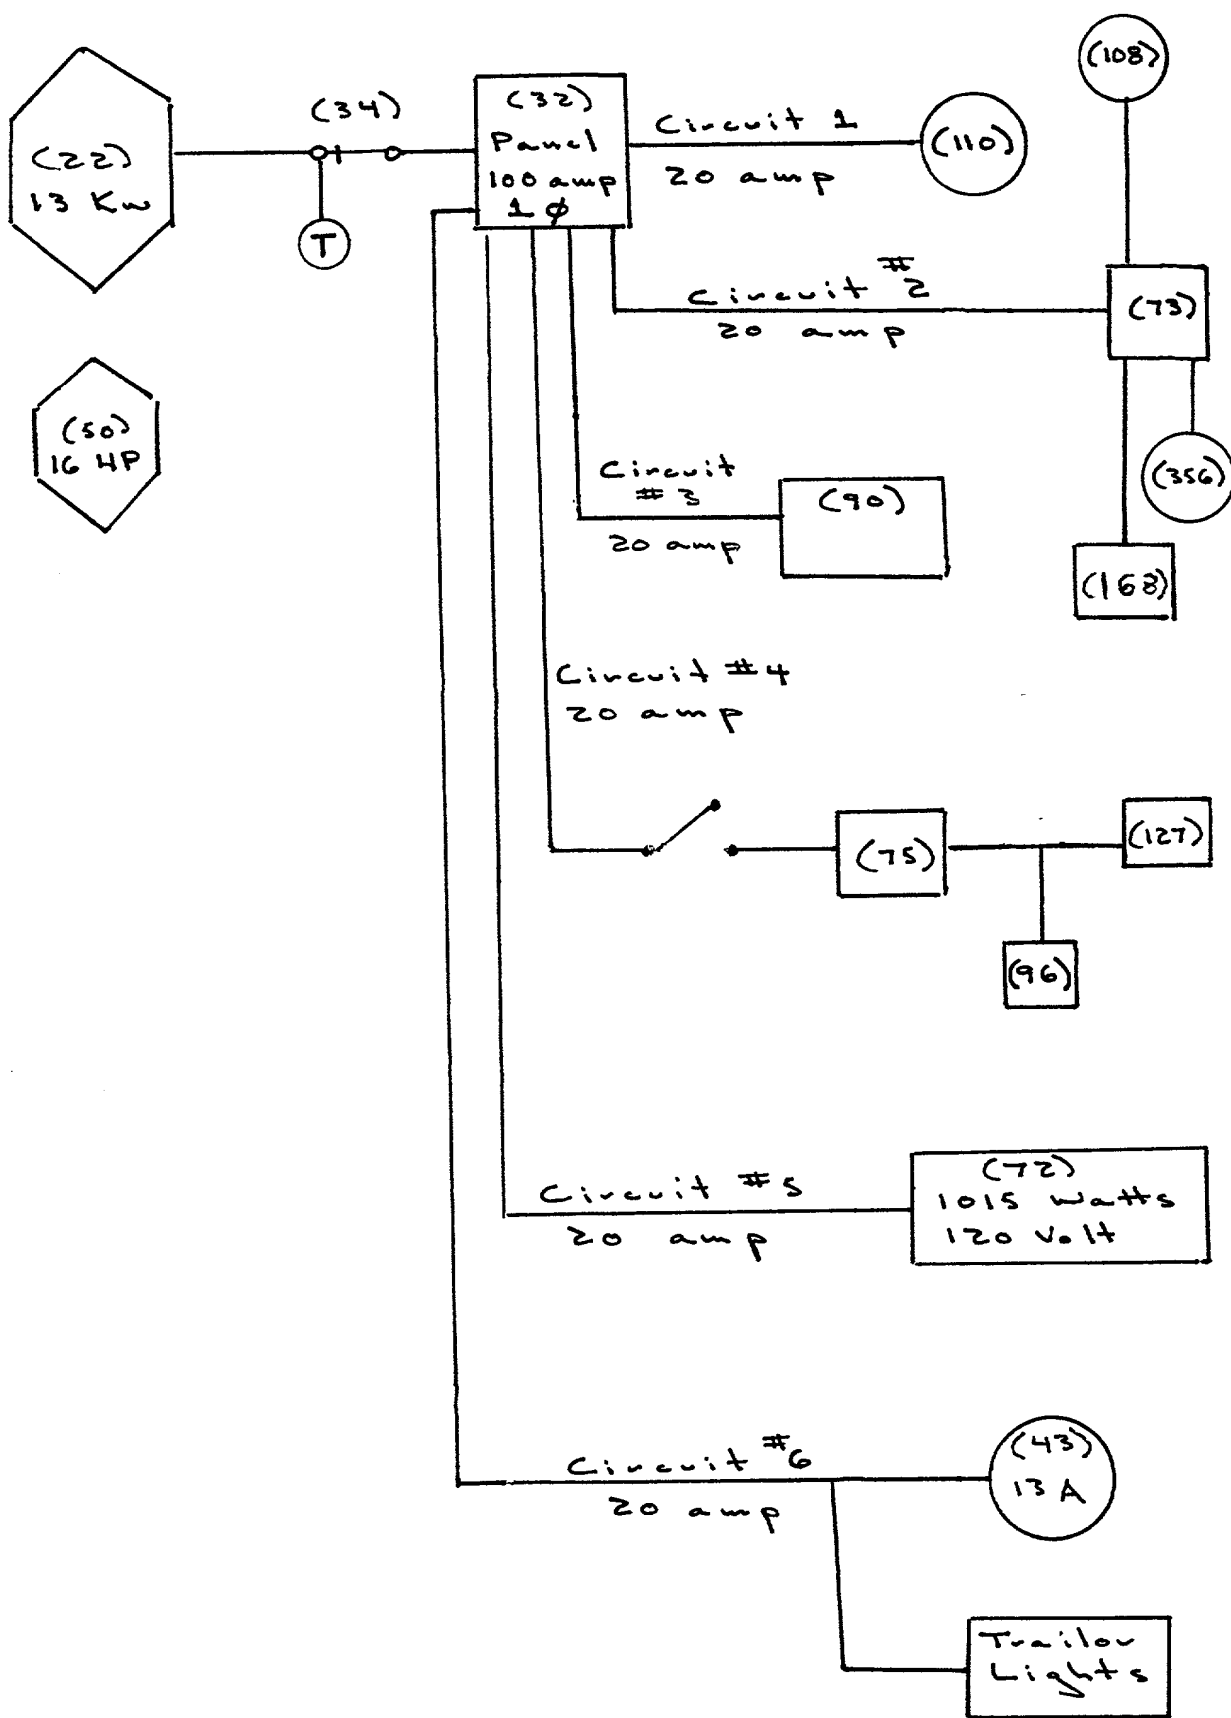 (108)
(34)
(32)
Panel
100 amp
1 φ
(22)
13 Kw
T
Circuit 1
20 amp
(110)
Circuit #2
20 amp
(73)
(50)
16 HP
Circuit
#3
20 amp
(90)
(356)
(168)
Circuit #4
20 amp
(75)
(127)
(96)
Circuit #5
20 amp
(72)
1015 watts
120 Volt
Circuit #6
20 amp
(43)
13 A
Trailor
Lights